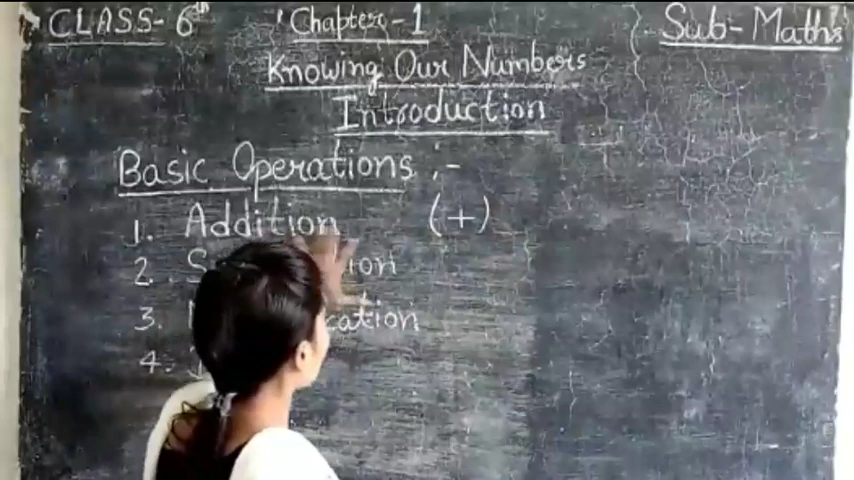 CLASS- 6th Chapter-1 Sub-Maths
Knowing Our Numbers
Introduction
Basic Operations :-
1. Addition (+)
2.
3.
4.